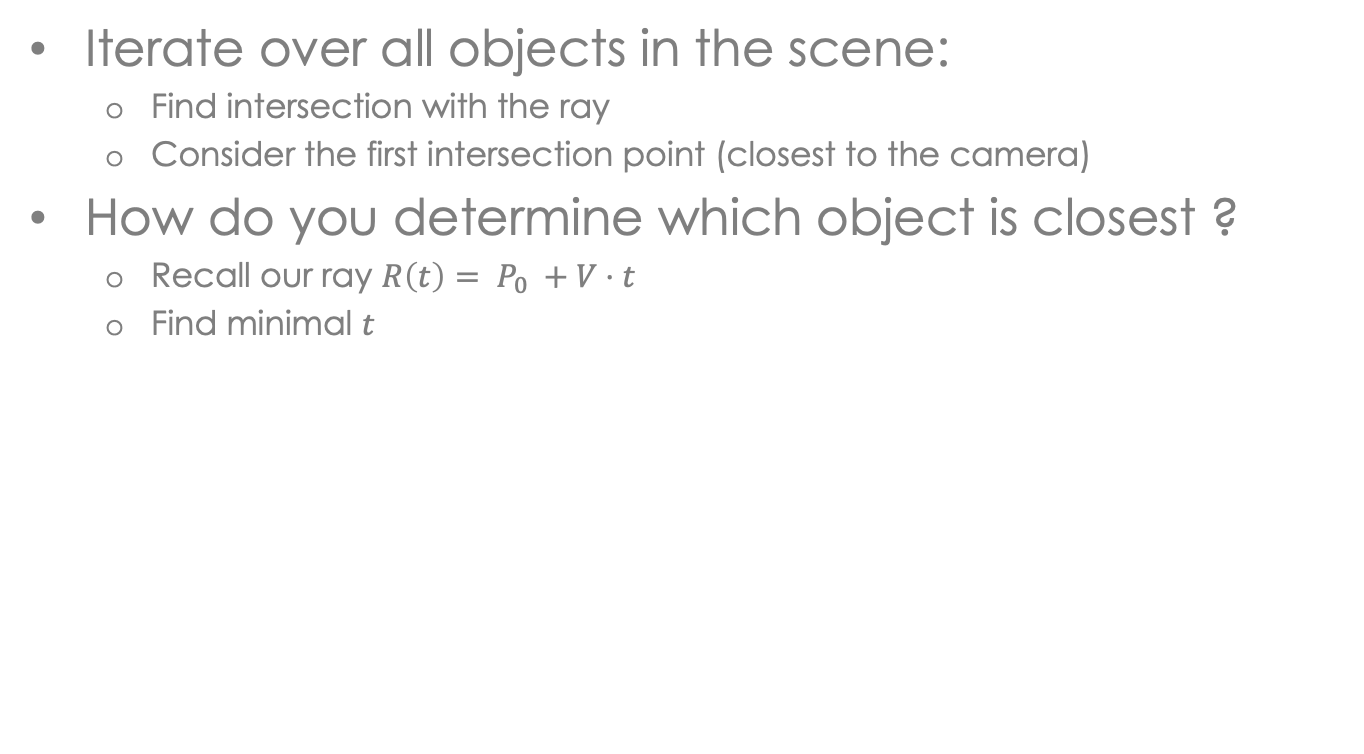 • Iterate over all objects in the scene:
o Find intersection with the ray
o Consider the first intersection point (closest to the camera)
• How do you determine which object is closest ?
o Recall our ray R(t) = P₀ + V · t
o Find minimal t